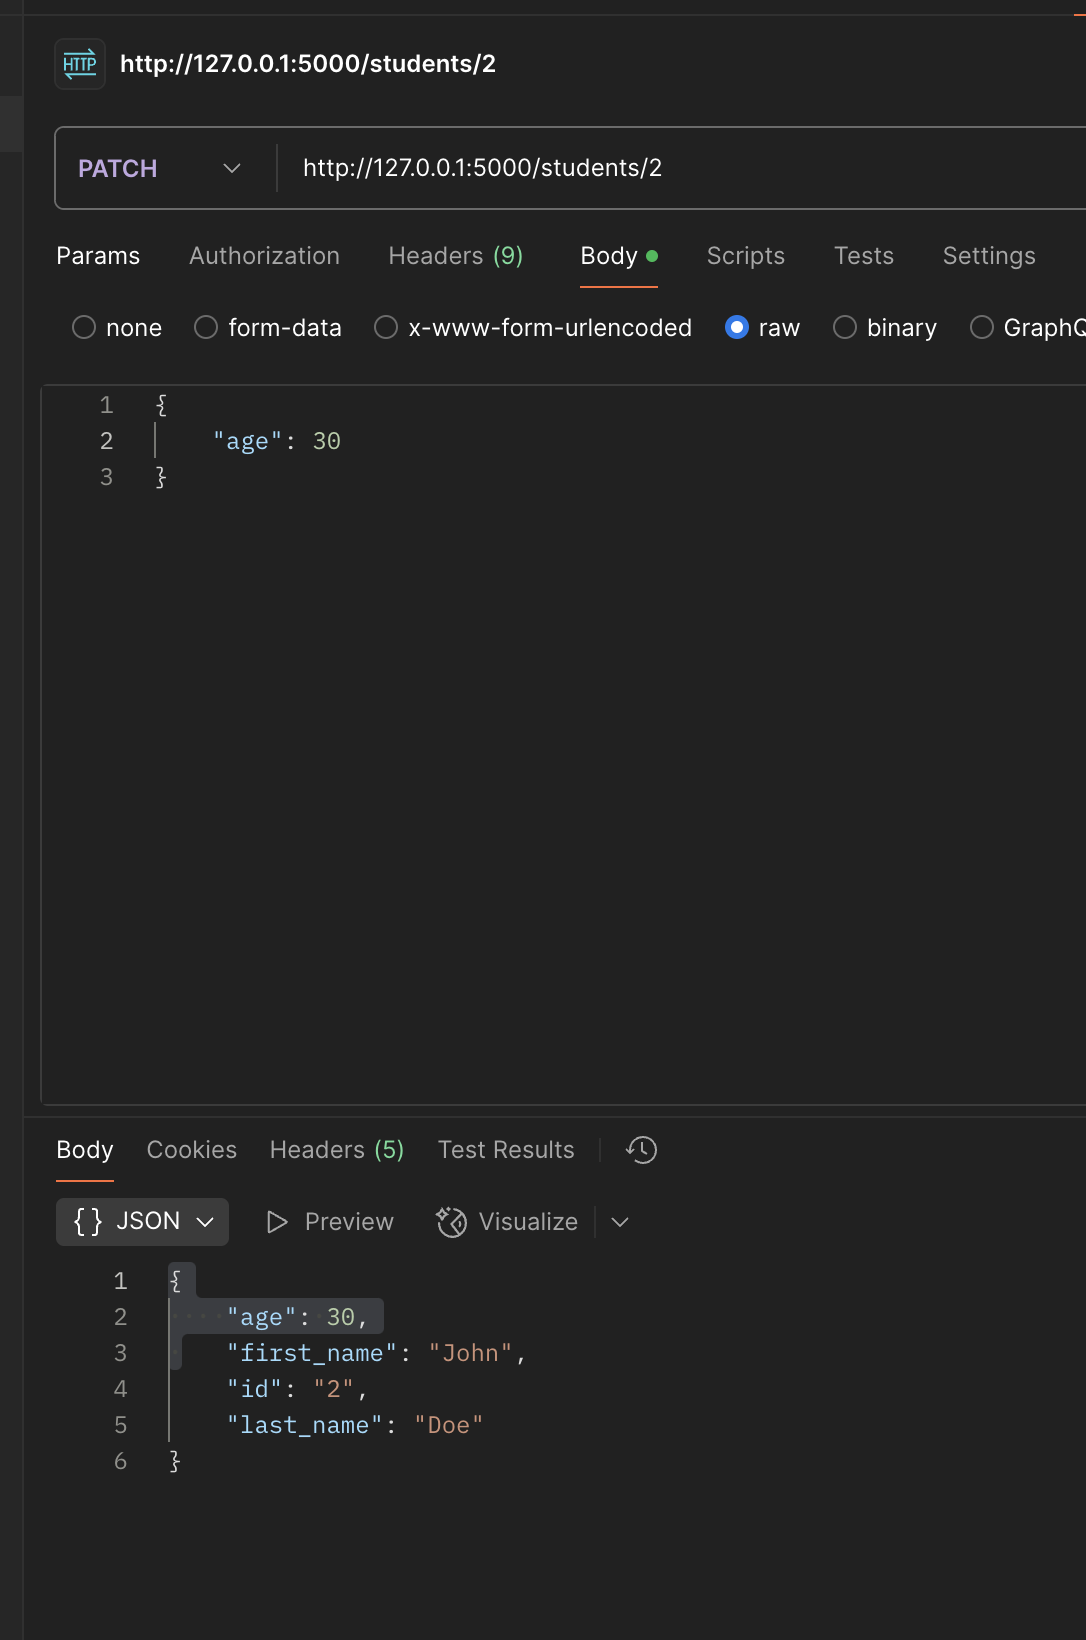 HTTP http://127.0.0.1:5000/students/2
PATCH http://127.0.0.1:5000/students/2
Params Authorization Headers (9) Body Scripts Tests Settings
none form-data x-www-form-urlencoded raw binary GraphQ
1 {
2 "age": 30
3 }
Body Cookies Headers (5) Test Results
{ } JSON Preview Visualize
1 {
2 "age": 30,
3 "first_name": "John",
4 "id": "2",
5 "last_name": "Doe"
6 }